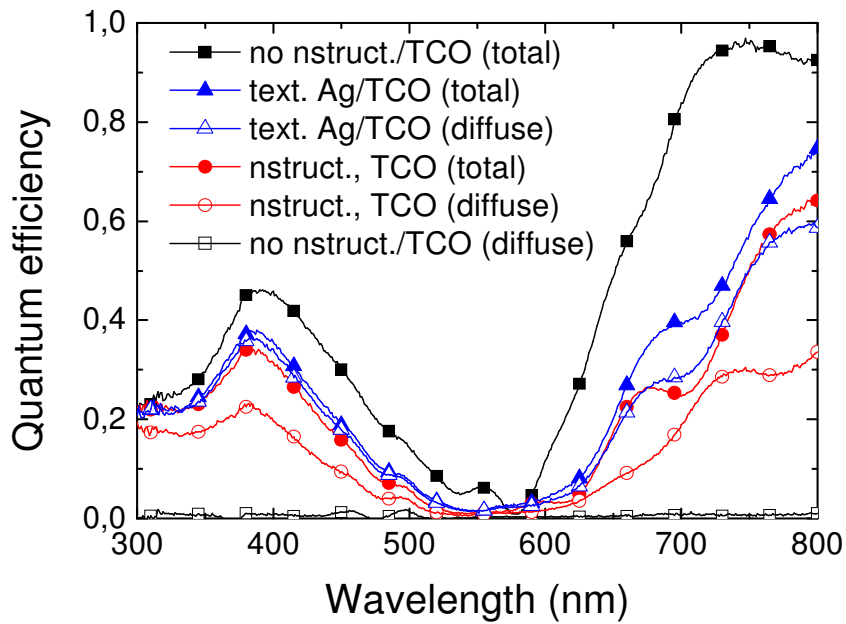 1,0
0,8
0,6
0,4
0,2
0,0
Quantum efficiency
no nstruct./TCO (total)
text. Ag/TCO (total)
text. Ag/TCO (diffuse)
nstruct., TCO (total)
nstruct., TCO (diffuse)
no nstruct./TCO (diffuse)
300 400 500 600 700 800
Wavelength (nm)